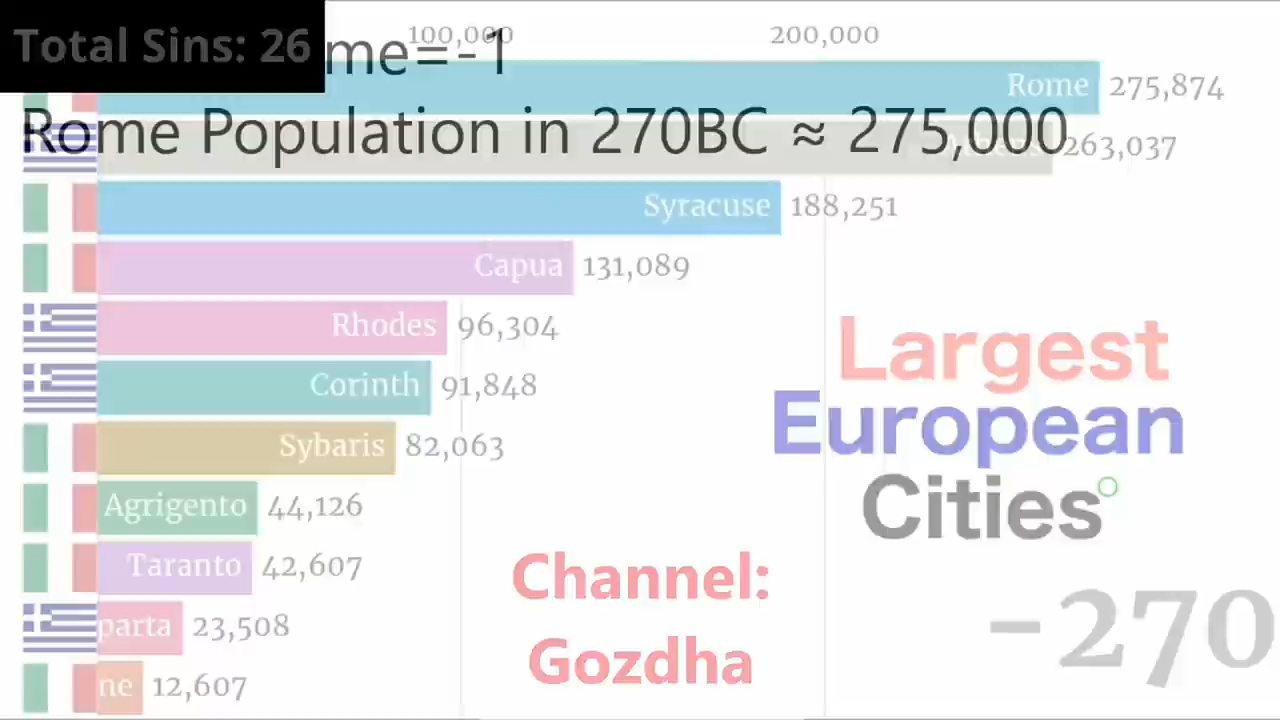 Total Sins: 26
me=-1
100,000 200,000
Rome 275,874
Rome Population in 270BC ≈ 275,000
263,037
Syracuse 188,251
Capua 131,089
Rhodes 96,304
Corinth 91,848
Sybaris 82,063
Agrigento 44,126
Taranto 42,607
parta 23,508
ne 12,607
Largest
European
Cities
Channel:
Gozdha
-270